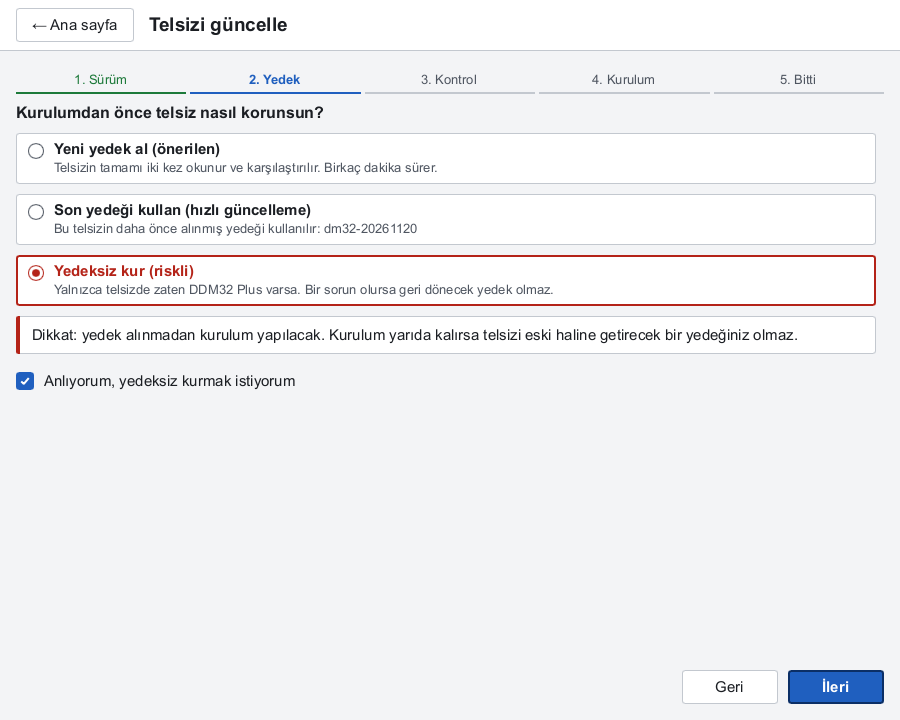 ← Ana sayfa
Telsizi güncelle
1. Sürüm
2. Yedek
3. Kontrol
4. Kurulum
5. Bitti
Kurulumdan önce telsiz nasıl korunsun?
Yeni yedek al (önerilen)
Telsizin tamamı iki kez okunur ve karşılaştırılır. Birkaç dakika sürer.
Son yedeği kullan (hızlı güncelleme)
Bu telsizin daha önce alınmış yedeği kullanılır: dm32-20261120
Yedeksiz kur (riskli)
Yalnızca telsizde zaten DDM32 Plus varsa. Bir sorun olursa geri dönecek yedek olmaz.
Dikkat: yedek alınmadan kurulum yapılacak. Kurulum yarıda kalırsa telsizi eski haline getirecek bir yedeğiniz olmaz.
Anlıyorum, yedeksiz kurmak istiyorum
Geri
İleri